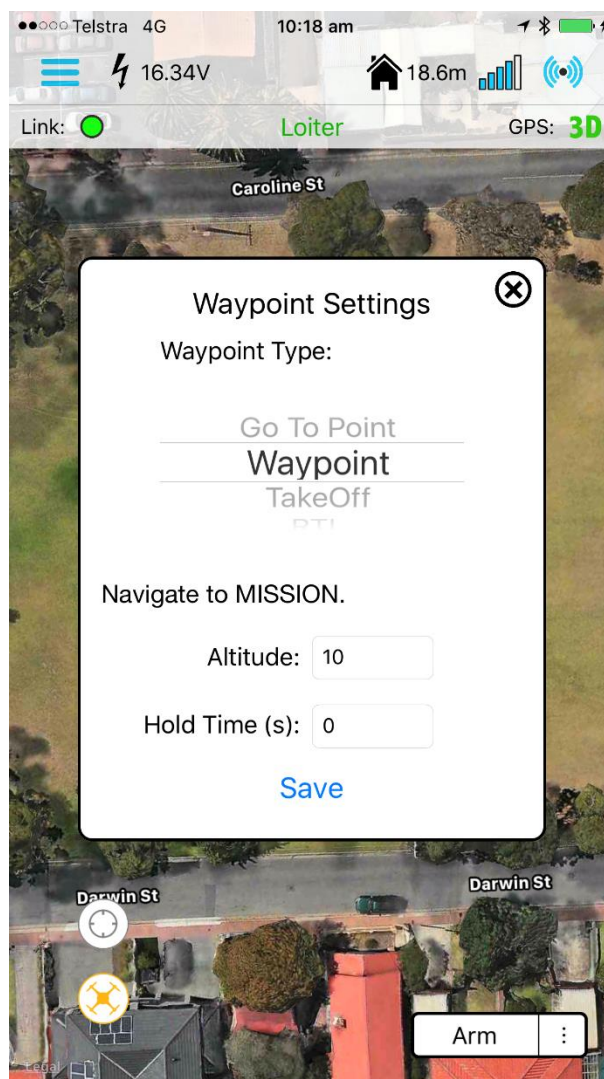 Telstra 4G 10:18 am
16.34V 18.6m
Link: Loiter GPS: 3D
Caroline St
Waypoint Settings
Waypoint Type:
Go To Point
Waypoint
TakeOff
RTL
Navigate to MISSION.
Altitude: 10
Hold Time (s): 0
Save
Darwin St
Darwin St
Arm
Legal